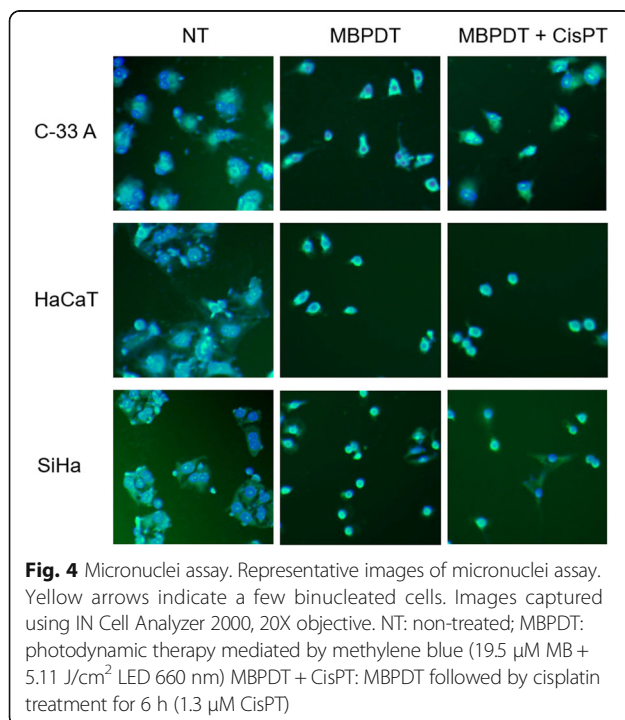 NT MBPDT MBPDT + CisPT
C-33 A
HaCaT
SiHa
Fig. 4 Micronuclei assay. Representative images of micronuclei assay.
Yellow arrows indicate a few binucleated cells. Images captured
using IN Cell Analyzer 2000, 20X objective. NT: non-treated; MBPDT:
photodynamic therapy mediated by methylene blue (19.5 μM MB +
5.11 J/cm² LED 660 nm) MBPDT + CisPT: MBPDT followed by cisplatin
treatment for 6 h (1.3 μM CisPT)